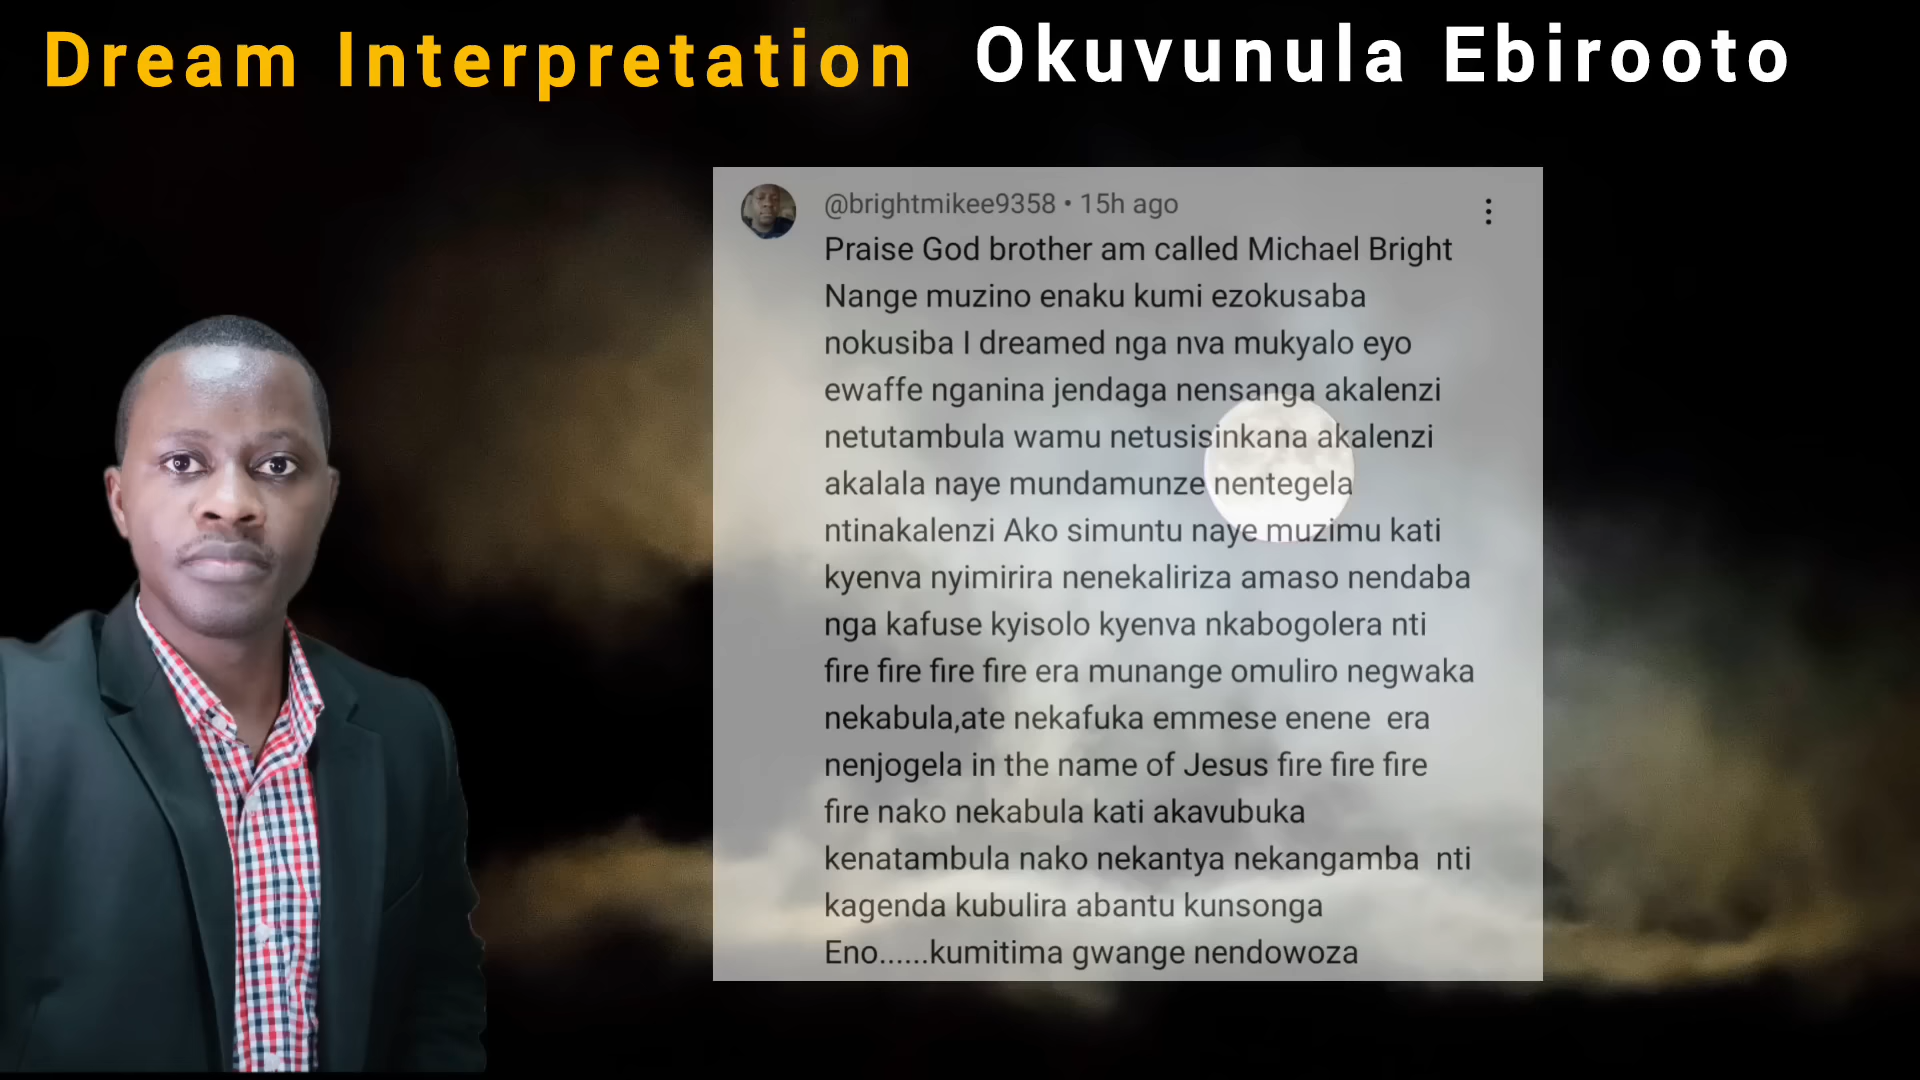 Dream Interpretation Okuvunula Ebirooto
@brightmikee9358 • 15h ago
Praise God brother am called Michael Bright
Nange muzino enaku kumi ezokusaba
nokusiba I dreamed nga nva mukyalo eyo
ewaffe nganina jendaga nensanga akalenzi
netutambula wamu netusisinkana akalenzi
akalala naye mundamunze nentegela
ntinakalenzi Ako simuntu naye muzimu kati
kyenva nyimirira nenekaliriza amaso nendaba
nga kafuse kyisolo kyenva nkabogolera nti
fire fire fire fire era munange omuliro negwaka
nekabula,ate nekafuka emmese enene  era
nenjogela in the name of Jesus fire fire fire
fire nako nekabula kati akavubuka
kenatambula nako nekantya nekangamba  nti
kagenda kubulira abantu kunsonga
Eno......kumitima gwange nendowoza